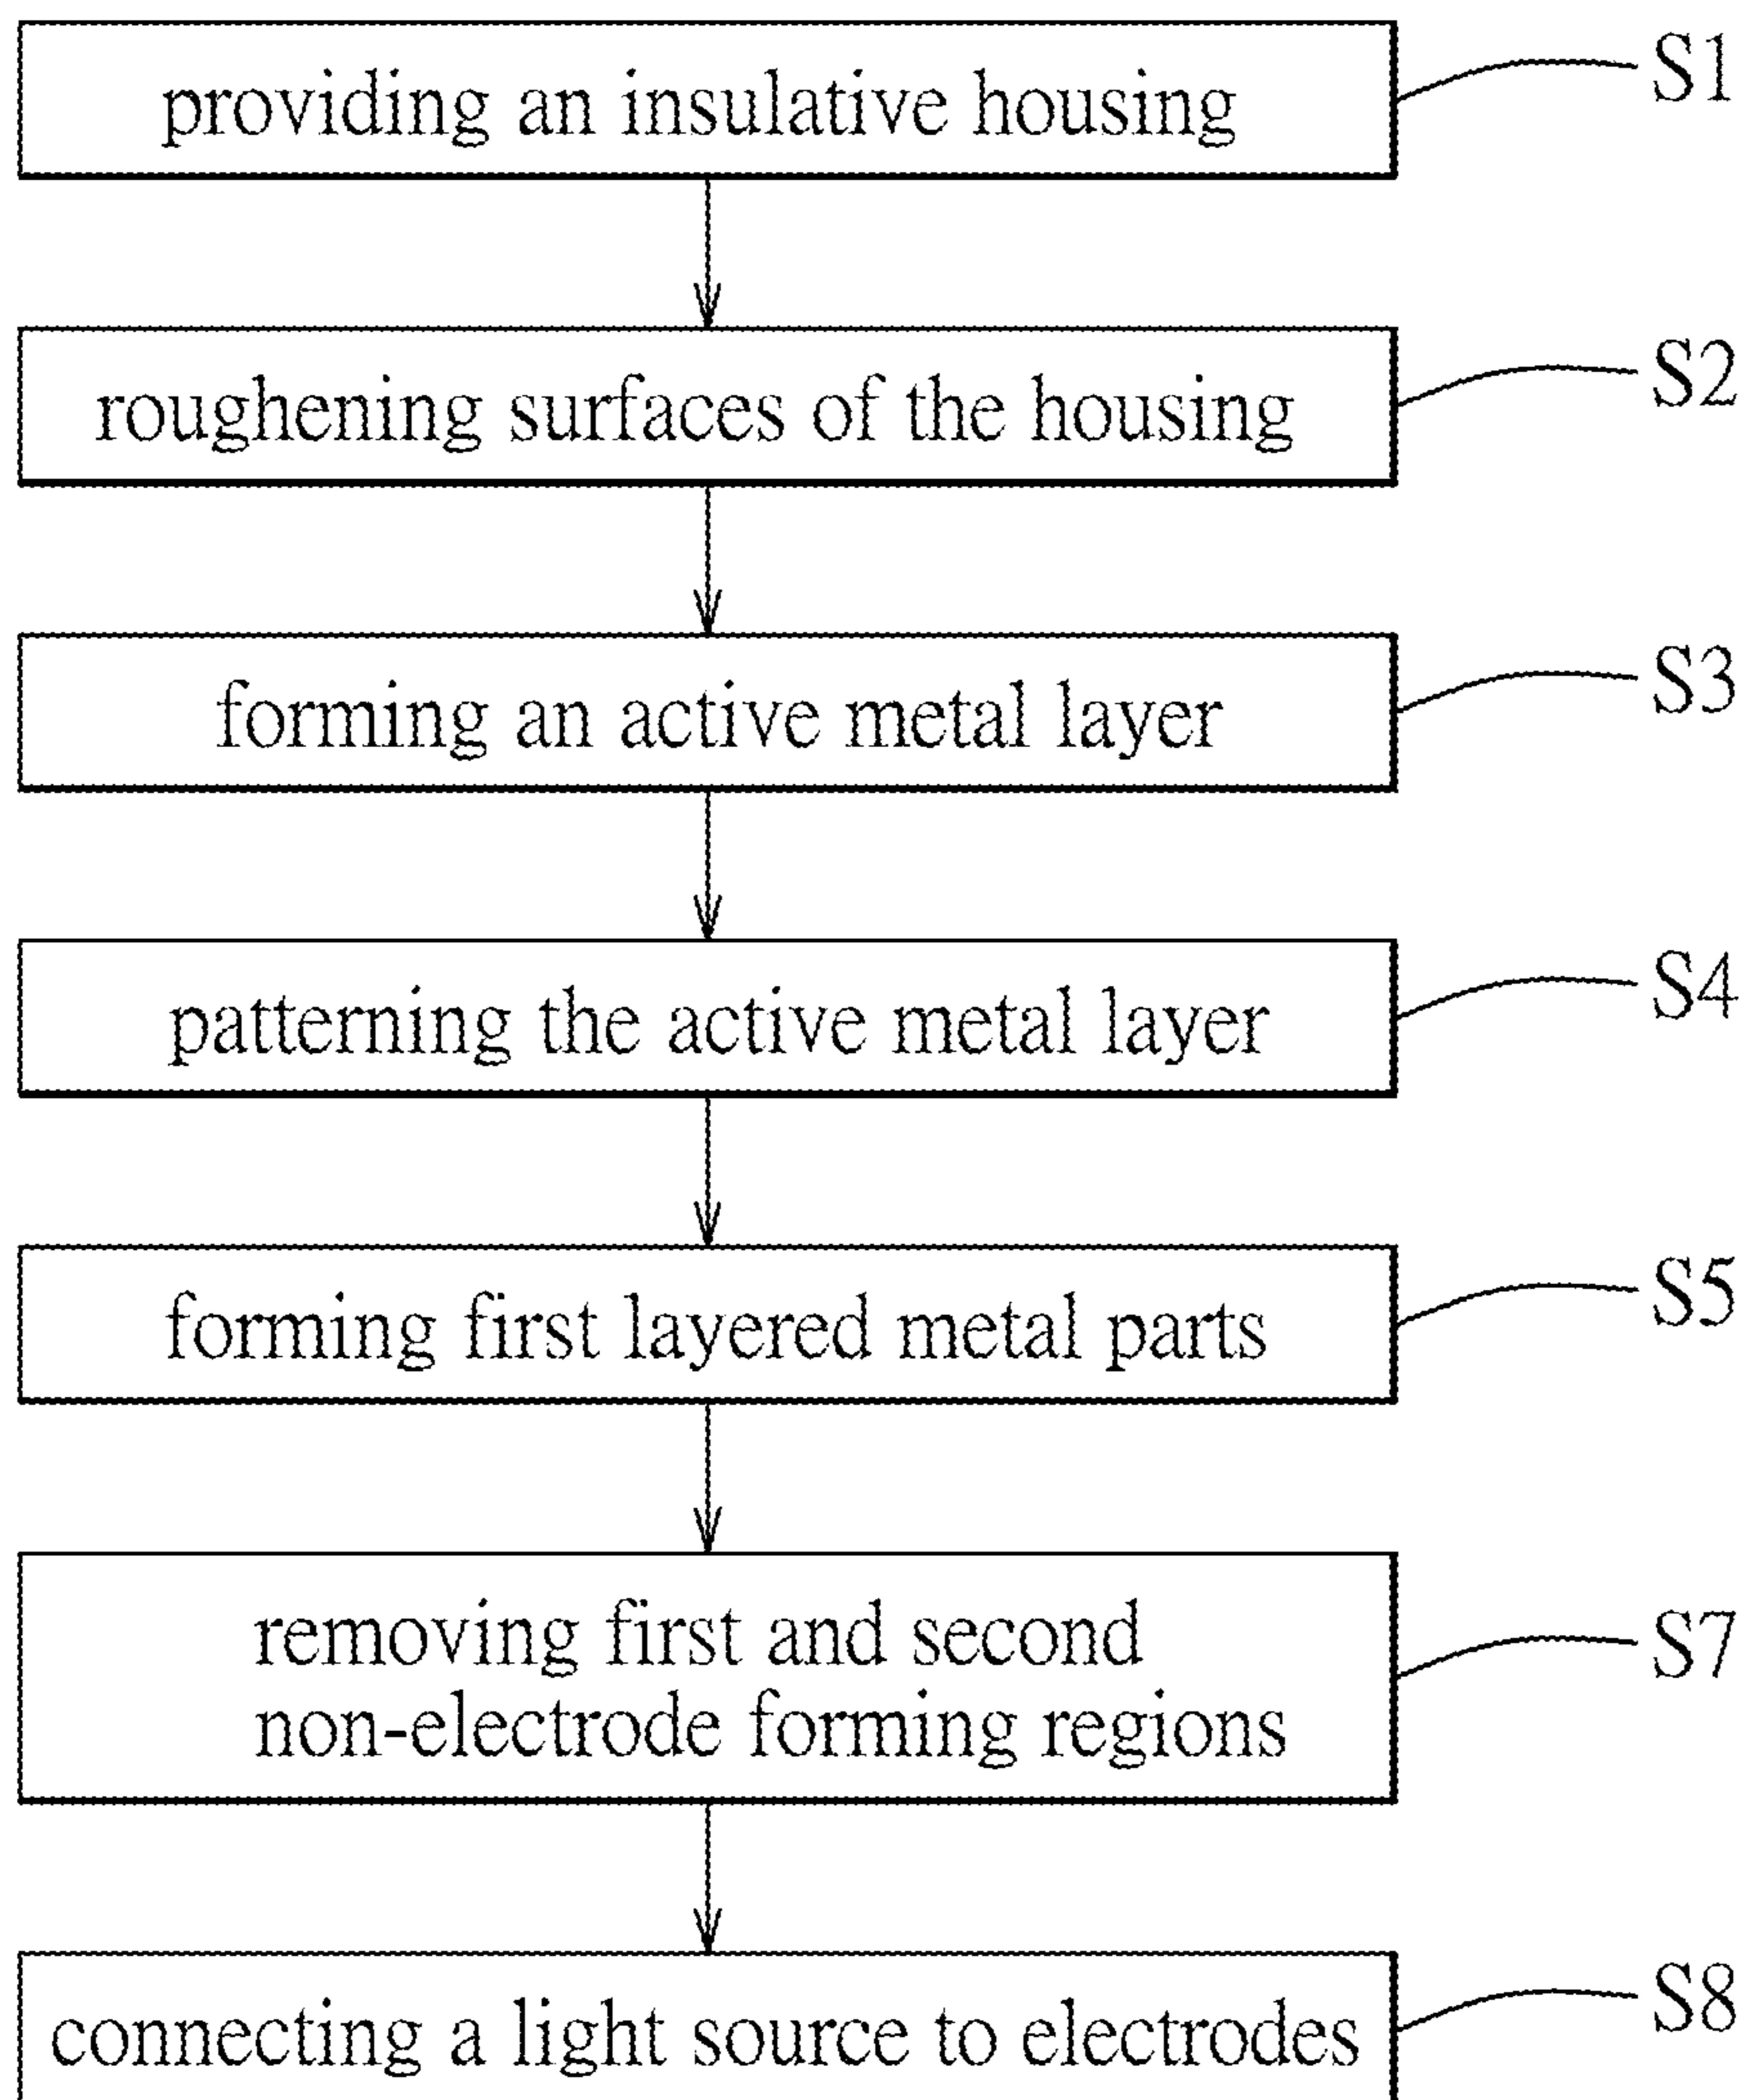 providing an insulative housing S1
roughening surfaces of the housing S2
forming an active metal layer S3
patterning the active metal layer S4
forming first layered metal parts S5
removing first and second
non-electrode forming regions S7
connecting a light source to electrodes S8